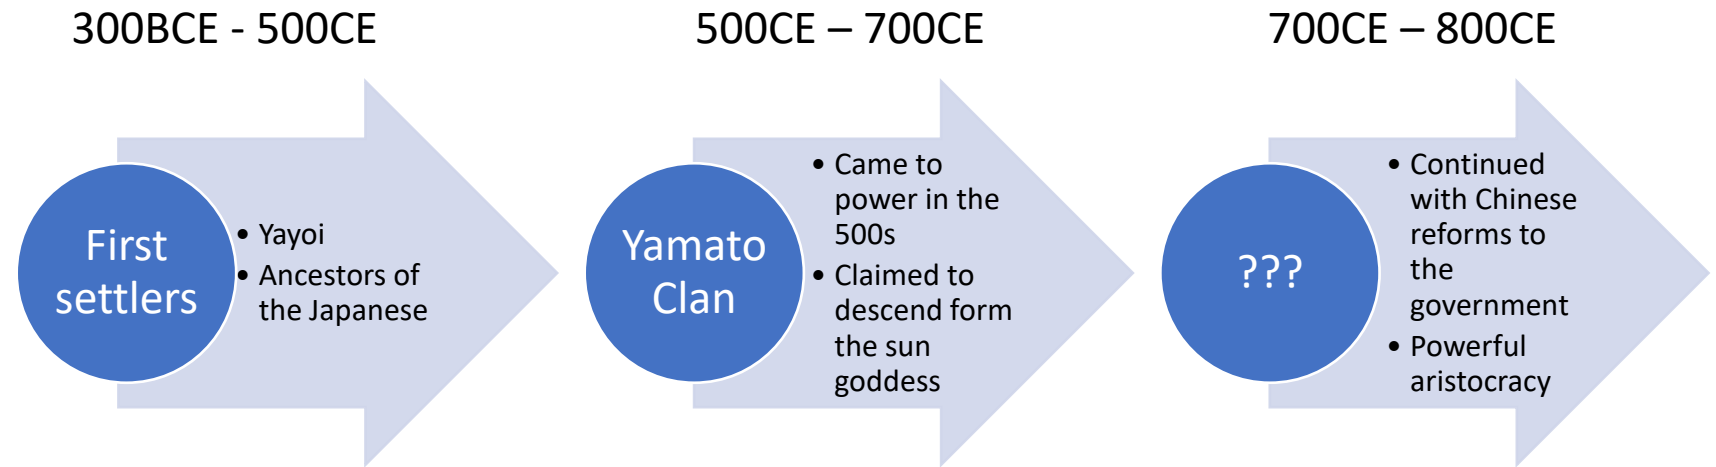 300BCE - 500CE
500CE – 700CE
700CE – 800CE
First
settlers
• Yayoi
• Ancestors of
the Japanese
Yamato
Clan
• Came to
power in the
500s
• Claimed to
descend form
the sun
goddess
???
• Continued
with Chinese
reforms to
the
government
• Powerful
aristocracy